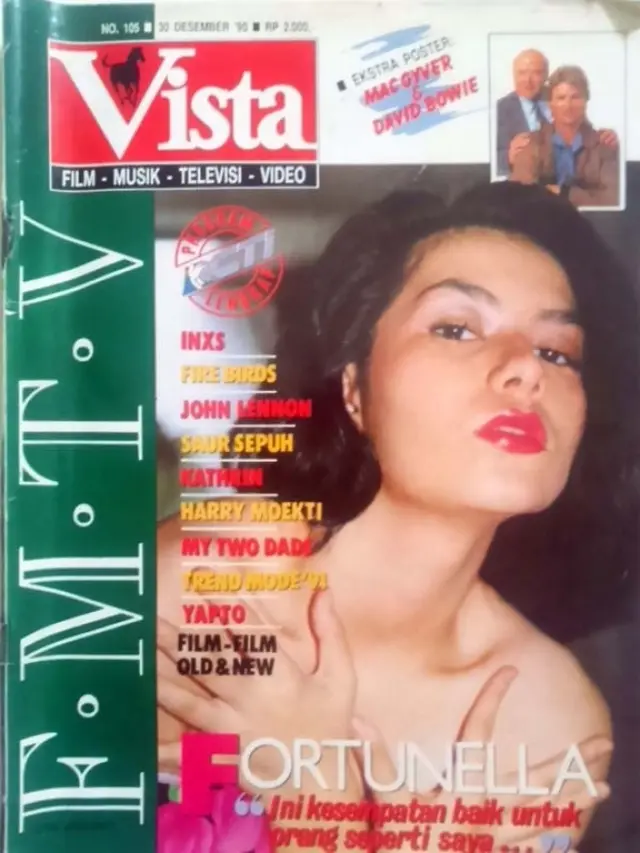 NO. 105 ■ 30 DESEMBER '90 ■ RP 2.000,
Vista
FILM - MUSIK - TELEVISI - VIDEO
■ EKSTRA POSTER:
MAC GYVER
&
DAVID BOWIE
PROGRAM
RCTI
LENGKAP
INXS
FIRE BIRDS
JOHN LENNON
SAUR SEPUH
KATHRIN
HARRY MOEKTI
MY TWO DADS
TREND MODE '91
YAPTO
FILM-FILM
OLD & NEW
F·M·T·V
FORTUNELLA
“Ini kesempatan baik untuk
orang seperti saya ... ”